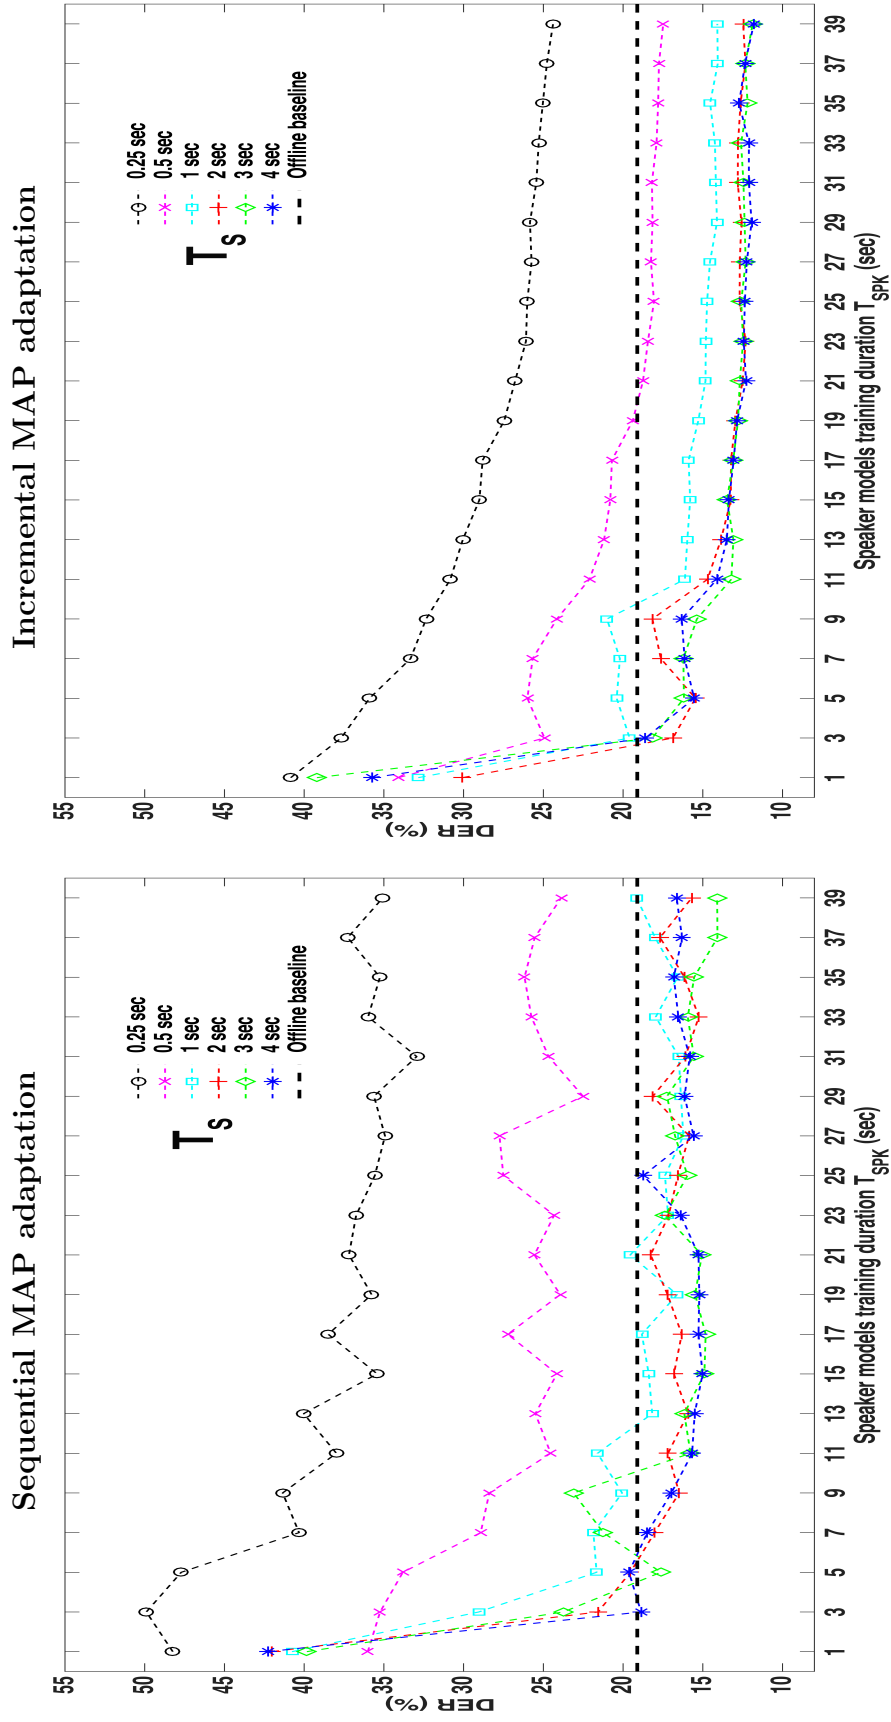 Sequential MAP adaptation
0.25 sec
0.5 sec
1 sec
2 sec
3 sec
4 sec
Offline baseline
T_S
DER (%)
55
50
45
40
35
30
25
20
15
10
1 3 5 7 9 11 13 15 17 19 21 23 25 27 29 31 33 35 37 39
Speaker models training duration T_SPK (sec)
Incremental MAP adaptation
0.25 sec
0.5 sec
1 sec
2 sec
3 sec
4 sec
Offline baseline
T_S
DER (%)
55
50
45
40
35
30
25
20
15
10
1 3 5 7 9 11 13 15 17 19 21 23 25 27 29 31 33 35 37 39
Speaker models training duration T_SPK (sec)